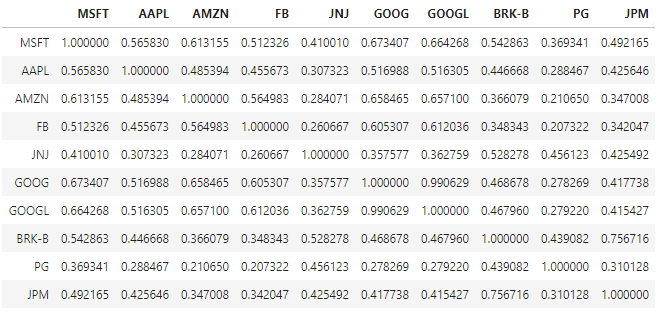 MSFT AAPL AMZN FB JNJ GOOG GOOGL BRK-B PG JPM
MSFT 1.000000 0.565830 0.613155 0.512326 0.410010 0.673407 0.664268 0.542863 0.369341 0.492165
AAPL 0.565830 1.000000 0.485394 0.455673 0.307323 0.516988 0.516305 0.446668 0.288467 0.425646
AMZN 0.613155 0.485394 1.000000 0.564983 0.284071 0.658465 0.657100 0.366079 0.210650 0.347008
FB 0.512326 0.455673 0.564983 1.000000 0.260667 0.605307 0.612036 0.348343 0.207322 0.342047
JNJ 0.410010 0.307323 0.284071 0.260667 1.000000 0.357577 0.362759 0.528278 0.456123 0.425492
GOOG 0.673407 0.516988 0.658465 0.605307 0.357577 1.000000 0.990629 0.468678 0.278269 0.417738
GOOGL 0.664268 0.516305 0.657100 0.612036 0.362759 0.990629 1.000000 0.467960 0.279220 0.415427
BRK-B 0.542863 0.446668 0.366079 0.348343 0.528278 0.468678 0.467960 1.000000 0.439082 0.756716
PG 0.369341 0.288467 0.210650 0.207322 0.456123 0.278269 0.279220 0.439082 1.000000 0.310128
JPM 0.492165 0.425646 0.347008 0.342047 0.425492 0.417738 0.415427 0.756716 0.310128 1.000000